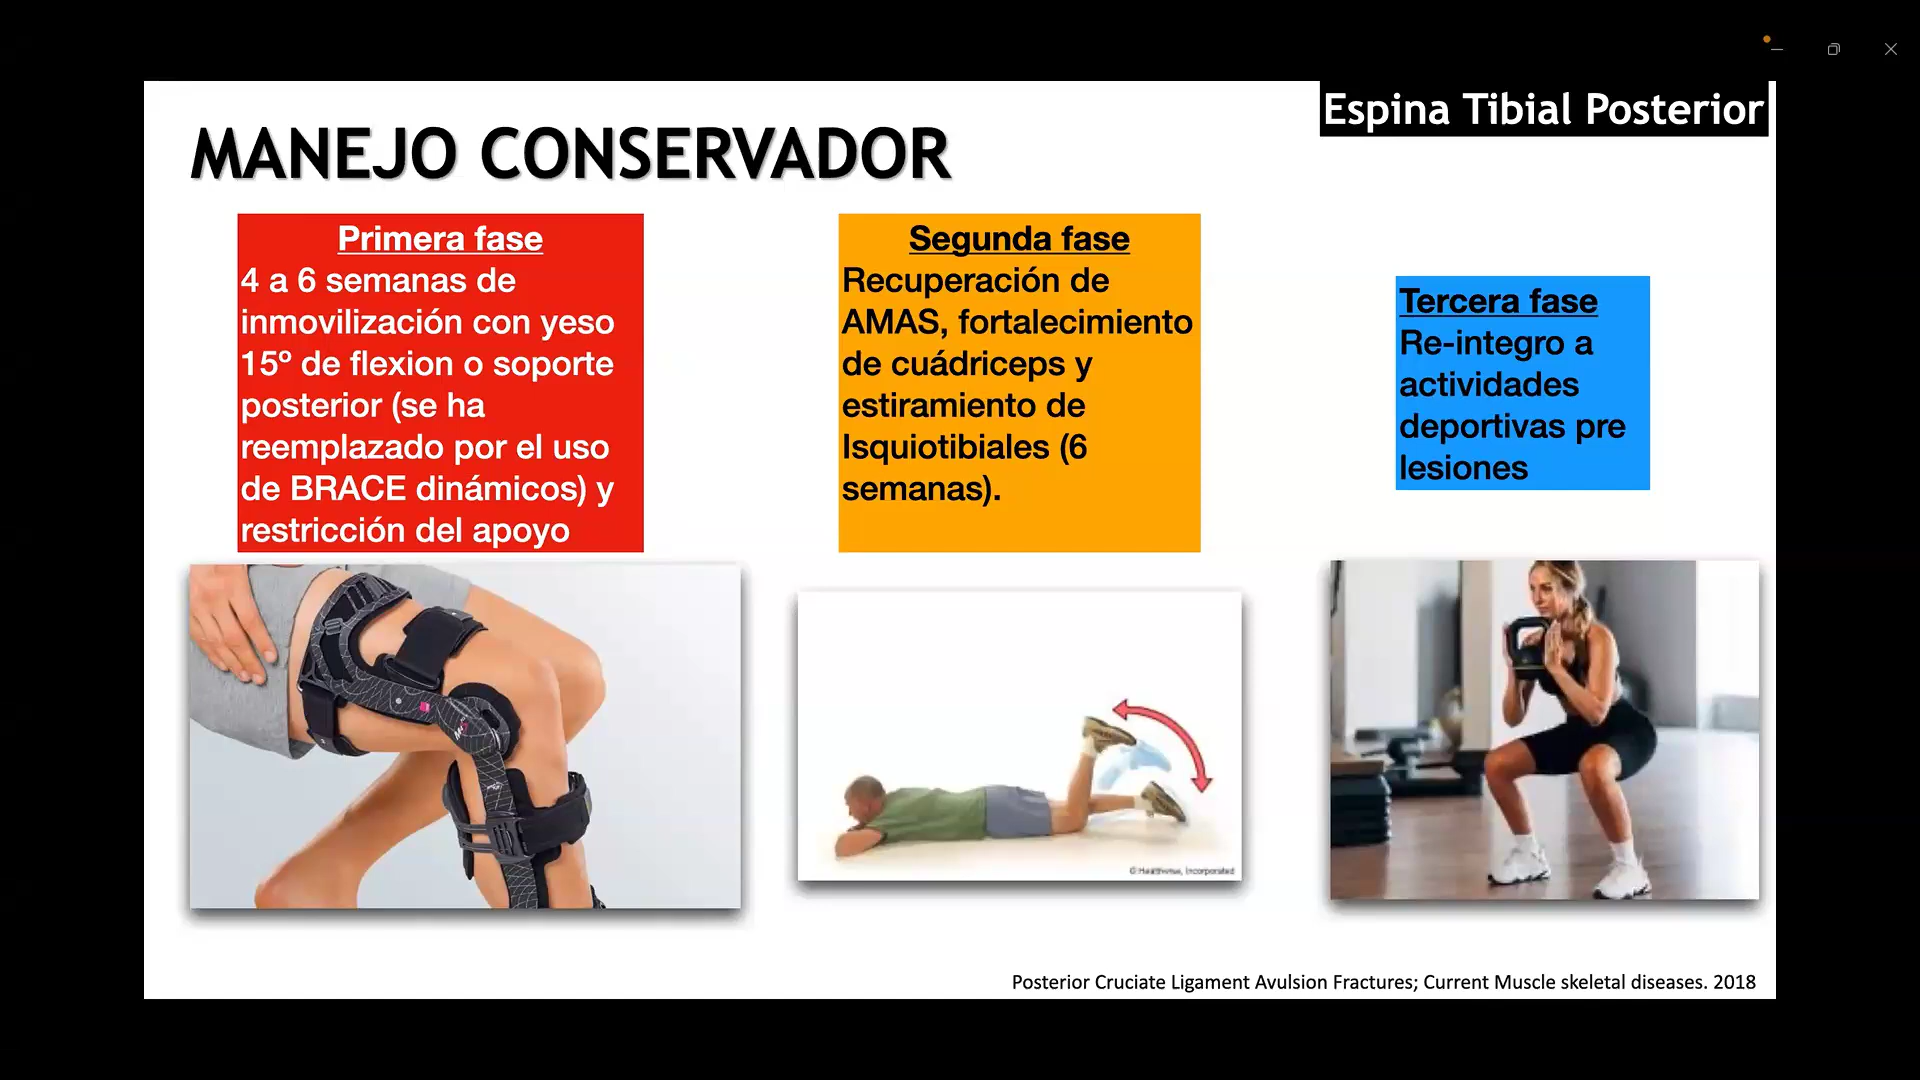 Espina Tibial Posterior
MANEJO CONSERVADOR
Primera fase
4 a 6 semanas de
inmovilización con yeso
15º de flexion o soporte
posterior (se ha
reemplazado por el uso
de BRACE dinámicos) y
restricción del apoyo
Segunda fase
Recuperación de
AMAS, fortalecimiento
de cuádriceps y
estiramiento de
Isquiotibiales (6
semanas).
Tercera fase
Re-integro a
actividades
deportivas pre
lesiones
© Healthwise, Incorporated
Posterior Cruciate Ligament Avulsion Fractures; Current Muscle skeletal diseases. 2018